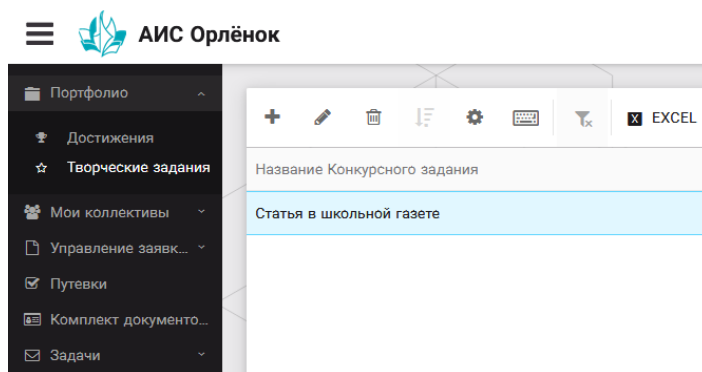 АИС Орлёнок
Портфолио
Достижения
Творческие задания
Мои коллективы
Управление заявк...
Путевки
Комплект документо...
Задачи
X EXCEL
Название Конкурсного задания
Статья в школьной газете